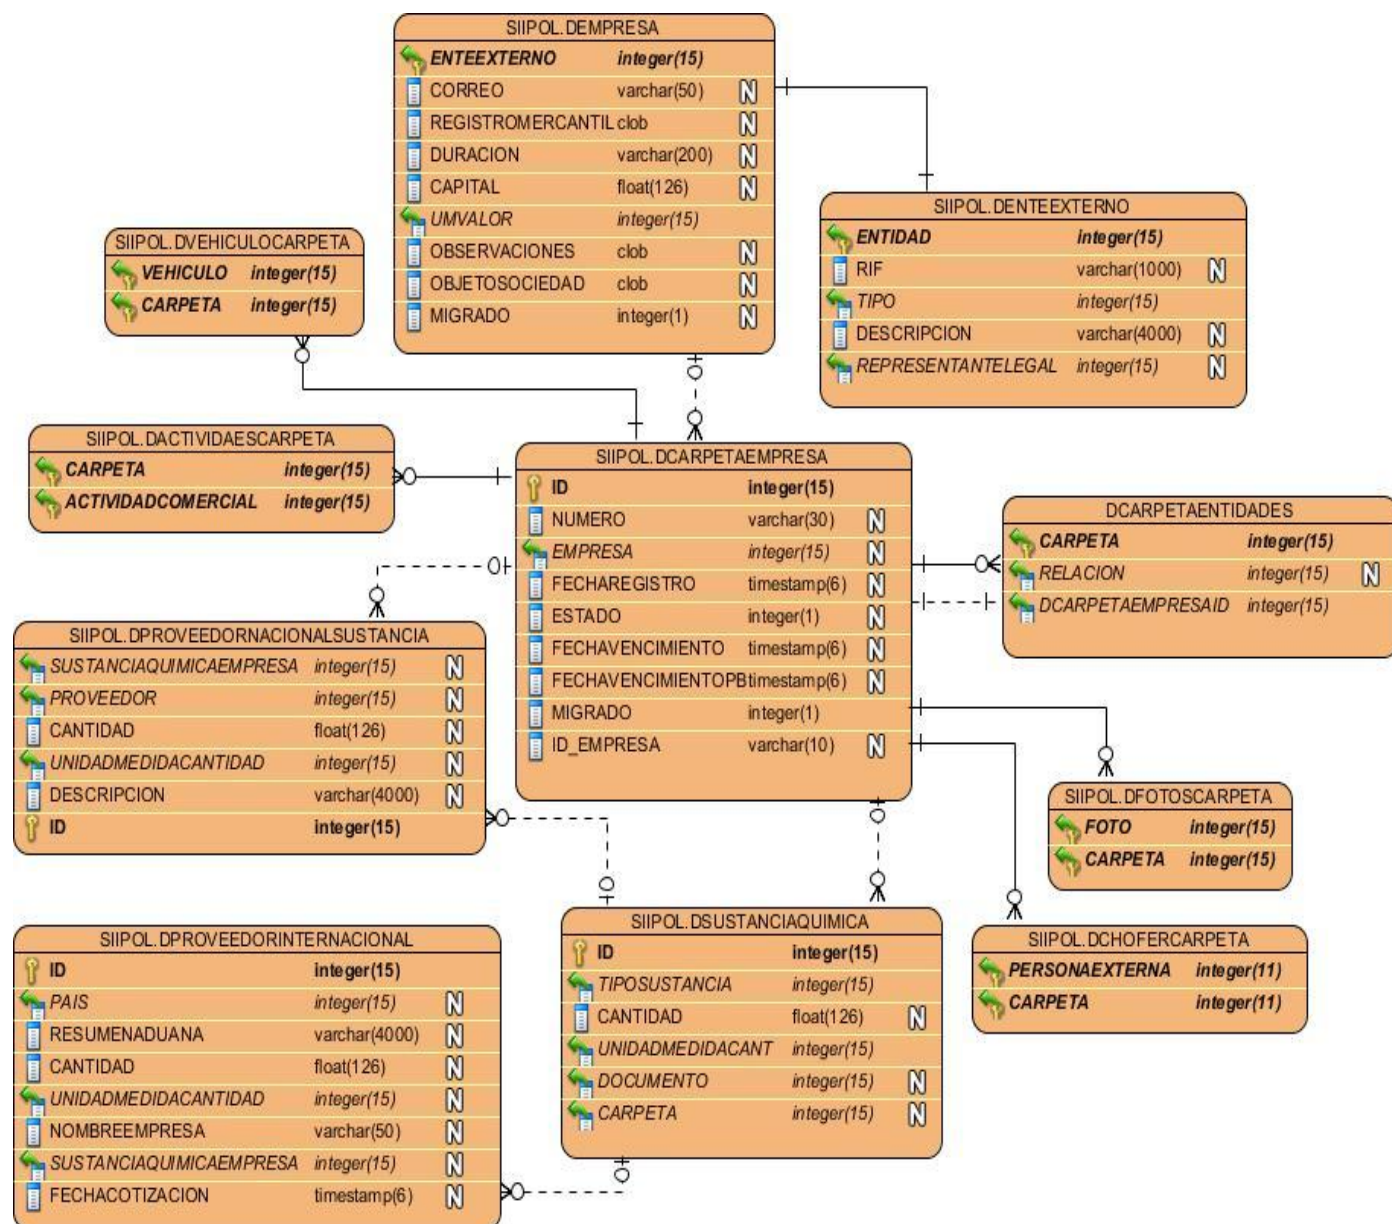 SIIPOL.DEMPRESA
ENTEEXTERNO integer(15)
CORREO varchar(50) N
REGISTROMERCANTIL clob N
DURACION varchar(200) N
CAPITAL float(126) N
UMVALOR integer(15)
OBSERVACIONES clob N
OBJETOSOCIEDAD clob N
MIGRADO integer(1) N
SIIPOL.DENTEEXTERNO
ENTIDAD integer(15)
RIF varchar(1000) N
TIPO integer(15)
DESCRIPCION varchar(4000) N
REPRESENTANTELEGAL integer(15) N
SIIPOL.DVEHICULOCARPETA
VEHICULO integer(15)
CARPETA integer(15)
SIIPOL.DACTIVIDAESCARPETA
CARPETA integer(15)
ACTIVIDADCOMERCIAL integer(15)
SIIPOL.DCARPETAEMPRESA
ID integer(15)
NUMERO varchar(30) N
EMPRESA integer(15) N
FECHAREGISTRO timestamp(6) N
ESTADO integer(1) N
FECHAVENCIMIENTO timestamp(6) N
FECHAVENCIMIENTOPB timestamp(6) N
MIGRADO integer(1)
ID_EMPRESA varchar(10) N
DCARPETAENTIDADES
CARPETA integer(15)
RELACION integer(15) N
DCARPETAEMPRESAID integer(15)
SIIPOL.DPROVEEDORNACIONALSUSTANCIA
SUSTANCIAQUIMICAEMPRESA integer(15) N
PROVEEDOR integer(15) N
CANTIDAD float(126) N
UNIDADMEDIDACANTIDAD integer(15) N
DESCRIPCION varchar(4000) N
ID integer(15)
SIIPOL.DFOTOSCARPETA
FOTO integer(15)
CARPETA integer(15)
SIIPOL.DPROVEEDORINTERNACIONAL
ID integer(15)
PAIS integer(15) N
RESUMENADUANA varchar(4000) N
CANTIDAD float(126) N
UNIDADMEDIDACANTIDAD integer(15) N
NOMBREEMPRESA varchar(50) N
SUSTANCIAQUIMICAEMPRESA integer(15) N
FECHACOTIZACION timestamp(6) N
SIIPOL.DSUSTANCIAQUIMICA
ID integer(15)
TIPOSUSTANCIA integer(15)
CANTIDAD float(126) N
UNIDADMEDIDACANT integer(15)
DOCUMENTO integer(15) N
CARPETA integer(15) N
SIIPOL.DCHOFERCARPETA
PERSONAEXTERNA integer(11)
CARPETA integer(11)